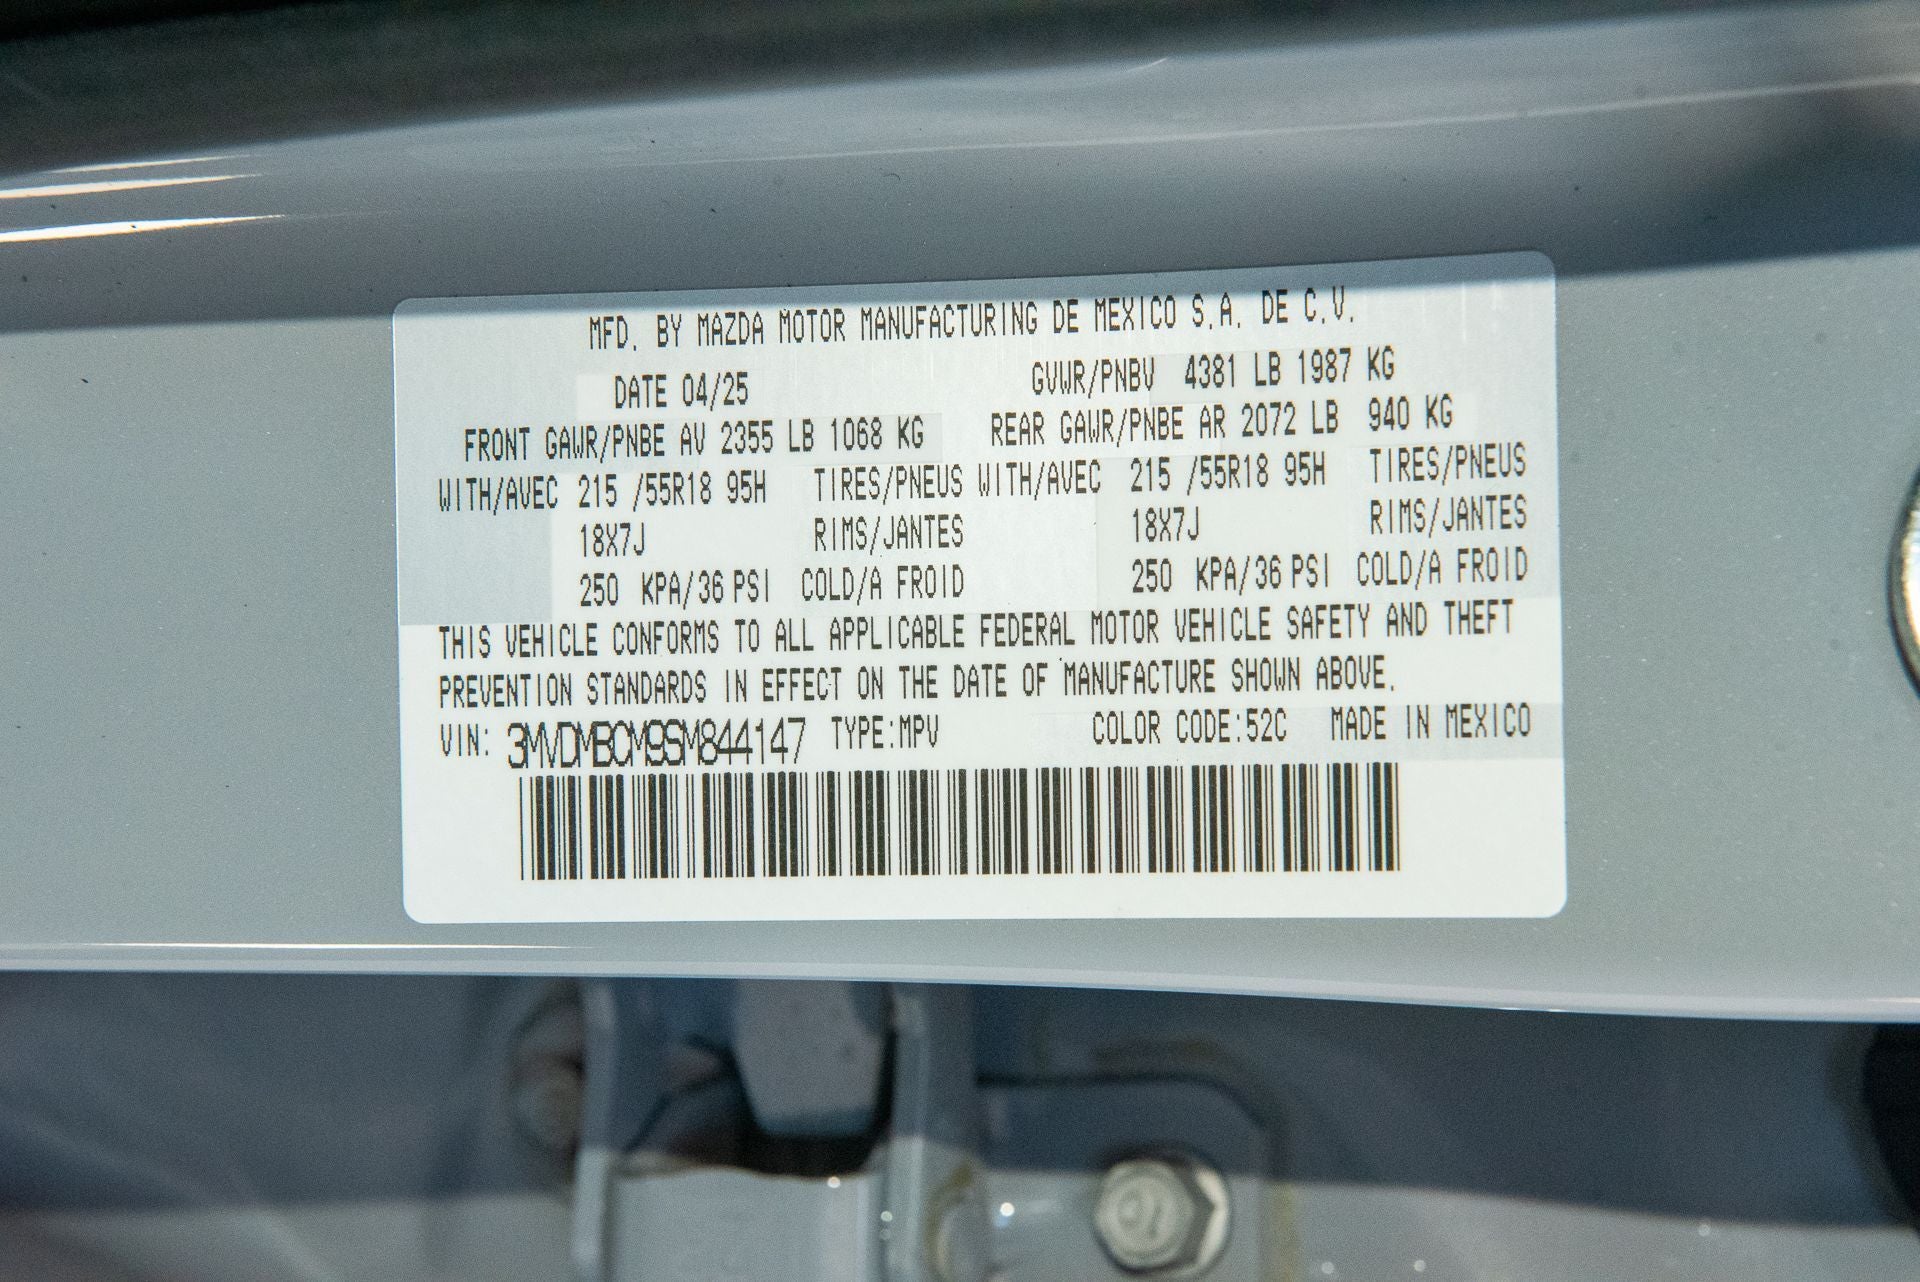 MFD. BY MAZDA MOTOR MANUFACTURING DE MEXICO S.A. DE C.V.
DATE 04/25 GVWR/PNBV 4381 LB 1987 KG
FRONT GAWR/PNBE AV 2355 LB 1068 KG REAR GAWR/PNBE AR 2072 LB 940 KG
WITH/AVEC 215 /55R18 95H TIRES/PNEUS WITH/AVEC 215 /55R18 95H TIRES/PNEUS
18X7J RIMS/JANTES 18X7J RIMS/JANTES
250 KPA/36 PSI COLD/A FROID 250 KPA/36 PSI COLD/A FROID
THIS VEHICLE CONFORMS TO ALL APPLICABLE FEDERAL MOTOR VEHICLE SAFETY AND THEFT
PREVENTION STANDARDS IN EFFECT ON THE DATE OF MANUFACTURE SHOWN ABOVE.
VIN: 3MVDMBCM9SM844147 TYPE:MPV COLOR CODE:52C MADE IN MEXICO